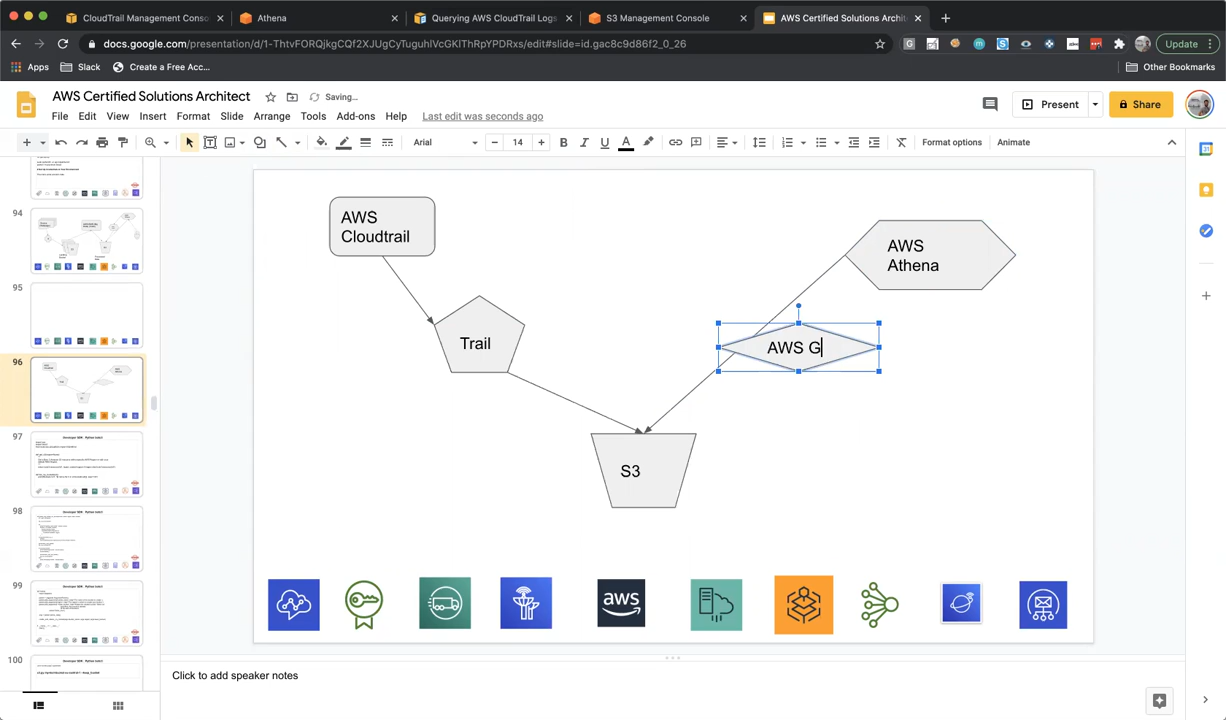 CloudTrail Management Conso
Athena
Querying AWS CloudTrail Logs
S3 Management Console
AWS Certified Solutions Archit
docs.google.com/presentation/d/1-ThtvFORQjkgCQf2XJUgCyTuguhlVcGKIThRpYPDRxs/edit#slide=id.gac8c9d86f2_0_26
Update
Apps
Slack
Create a Free Acc...
Other Bookmarks
AWS Certified Solutions Architect
Saving...
File Edit View Insert Format Slide Arrange Tools Add-ons Help Last edit was seconds ago
Present
Share
Arial
14
Format options
Animate
94
95
96
97
98
99
100
AWS
Cloudtrail
Trail
S3
AWS
Athena
AWS G
aws
Click to add speaker notes